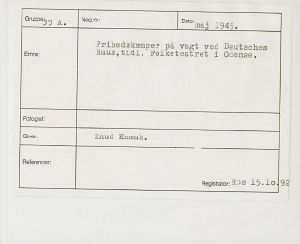 Gruppe: 35 A.
Neg.nr.:
Dato: maj 1945.
Emne:
Frihedskæmper på vagt ved Deutsches
Haus, tidl. Folketeatret i Odense.
Fotograf:
Giver: Knud Kamuk.
Referencer:
Registrator: HJs 15.10.92